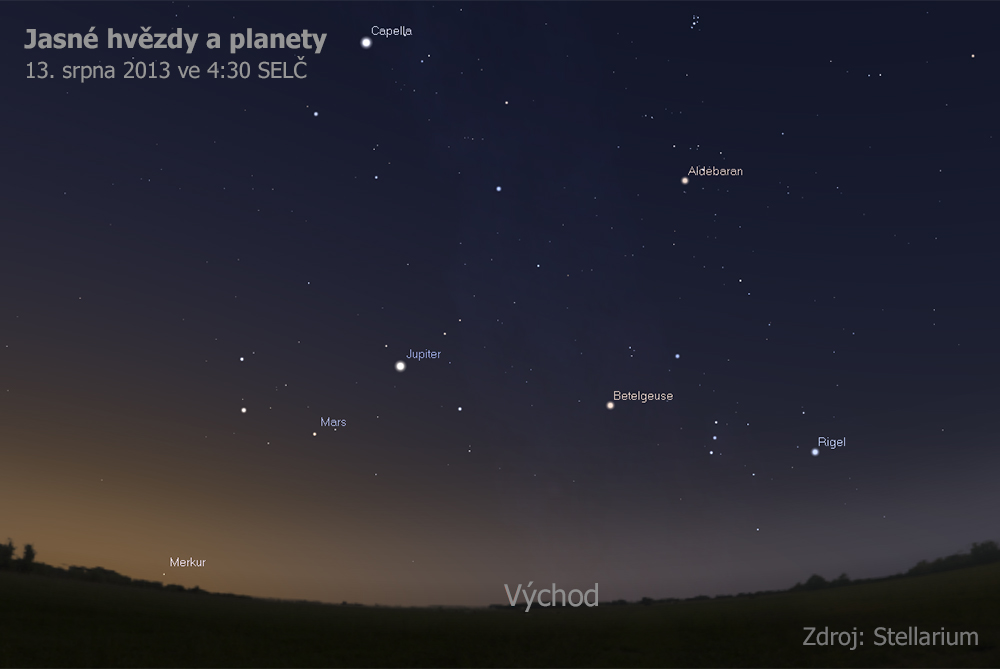 Jasné hvězdy a planety
13. srpna 2013 ve 4:30 SELČ
Capella
Aldebaran
Jupiter
Betelgeuse
Mars
Rigel
Merkur
Východ
Zdroj: Stellarium